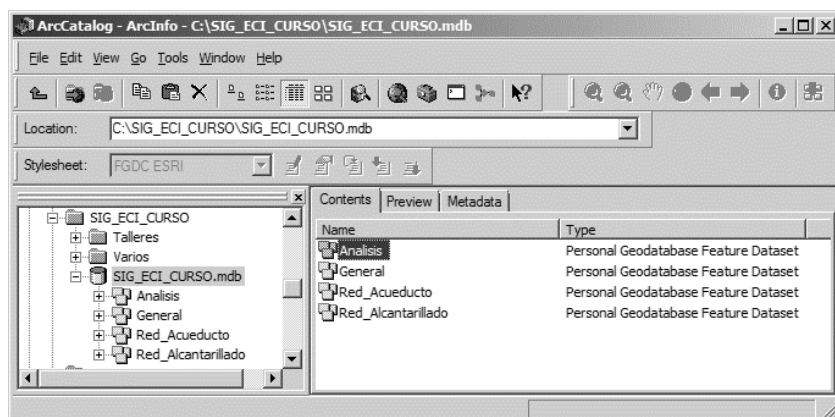 ArcCatalog - ArcInfo - C:\SIG_ECI_CURSO\SIG_ECI_CURSO.mdb
File Edit View Go Tools Window Help
Location: C:\SIG_ECI_CURSO\SIG_ECI_CURSO.mdb
Stylesheet: FGDC ESRI
SIG_ECI_CURSO
Talleres
Varios
SIG_ECI_CURSO.mdb
Analisis
General
Red_Acueducto
Red_Alcantarillado
Contents Preview Metadata
Name Type
Analisis Personal Geodatabase Feature Dataset
General Personal Geodatabase Feature Dataset
Red_Acueducto Personal Geodatabase Feature Dataset
Red_Alcantarillado Personal Geodatabase Feature Dataset